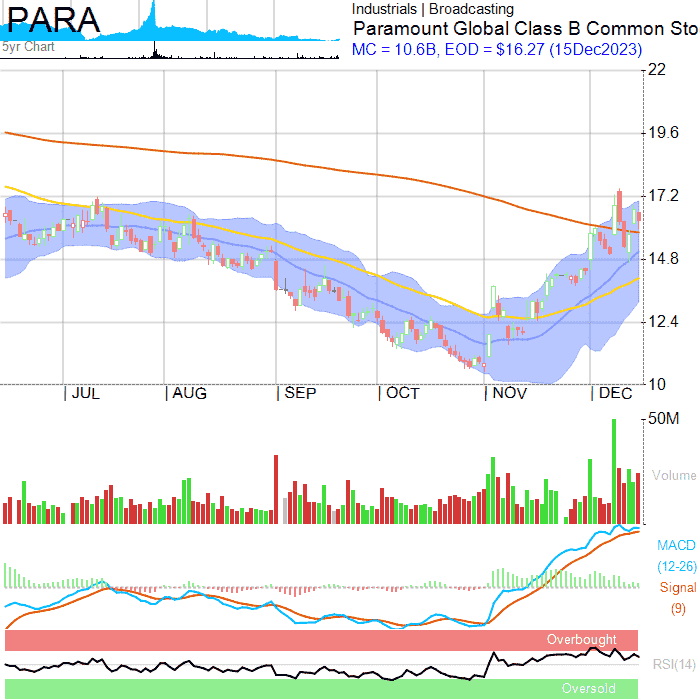 PARA
5yr Chart
Industrials | Broadcasting
Paramount Global Class B Common Sto
MC = 10.6B, EOD = $16.27 (15Dec2023)
22
19.6
17.2
14.8
12.4
10
JUL AUG SEP OCT NOV DEC
50M
Volume
MACD
(12-26)
Signal
(9)
Overbought
RSI(14)
Oversold